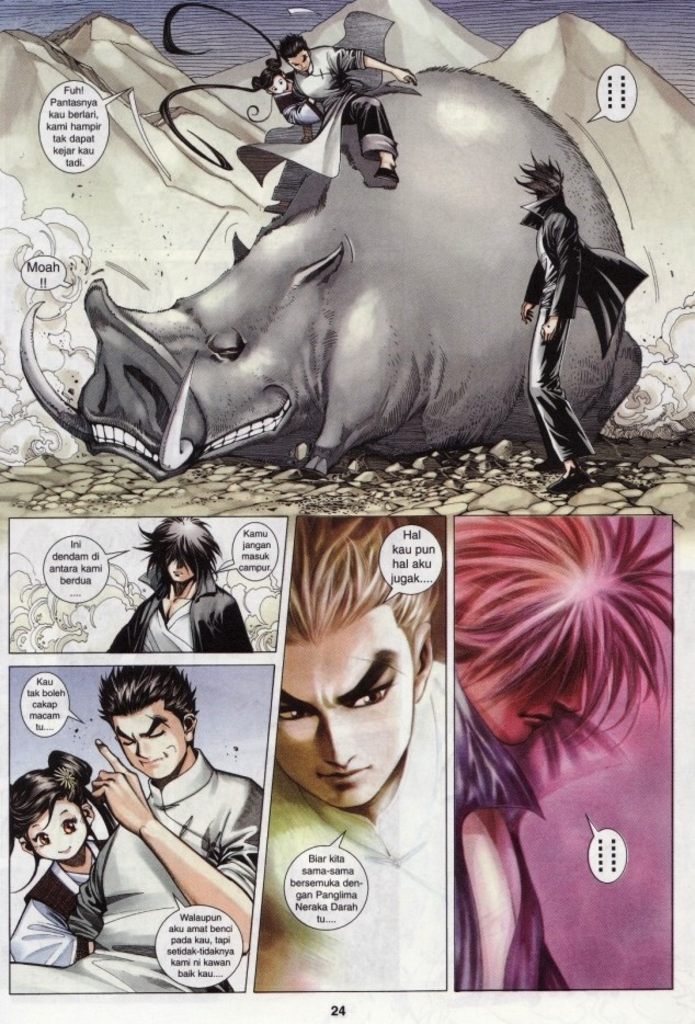 Fuh!
Pantasnya
kau berlari,
kami hampir
tak dapat
kejar kau
tadi.
Moah
!!
Ini
dendam di
antara kami
berdua
....
Kamu
jangan
masuk
campur.
Kau
tak boleh
cakap
macam
tu....
Walaupun
aku amat benci
pada kau, tapi
setidak-tidaknya
kami ni kawan
baik kau....
Hal
kau pun
hal aku
jugak....
Biar kita
sama-sama
bersemuka den-
gan Panglima
Neraka Darah
tu....
24